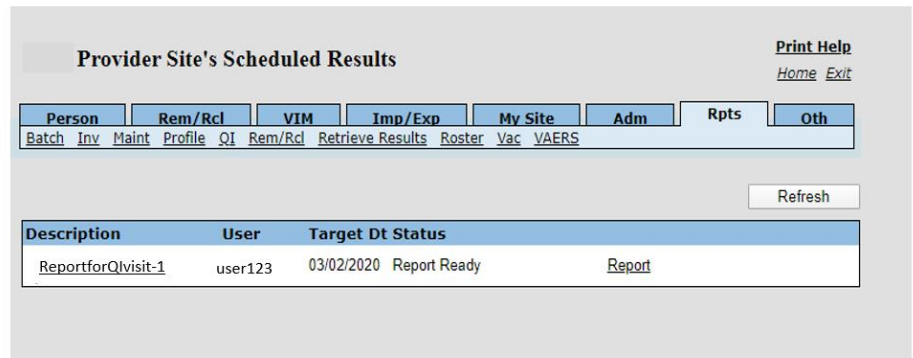 Provider Site's Scheduled Results
Print Help
Home Exit
Person Rem/Rcl VIM Imp/Exp My Site Adm Rpts Oth
Batch Inv Maint Profile QI Rem/Rcl Retrieve Results Roster Vac VAERS
Refresh
Description User Target Dt Status
ReportforQIvisit-1 user123 03/02/2020 Report Ready Report